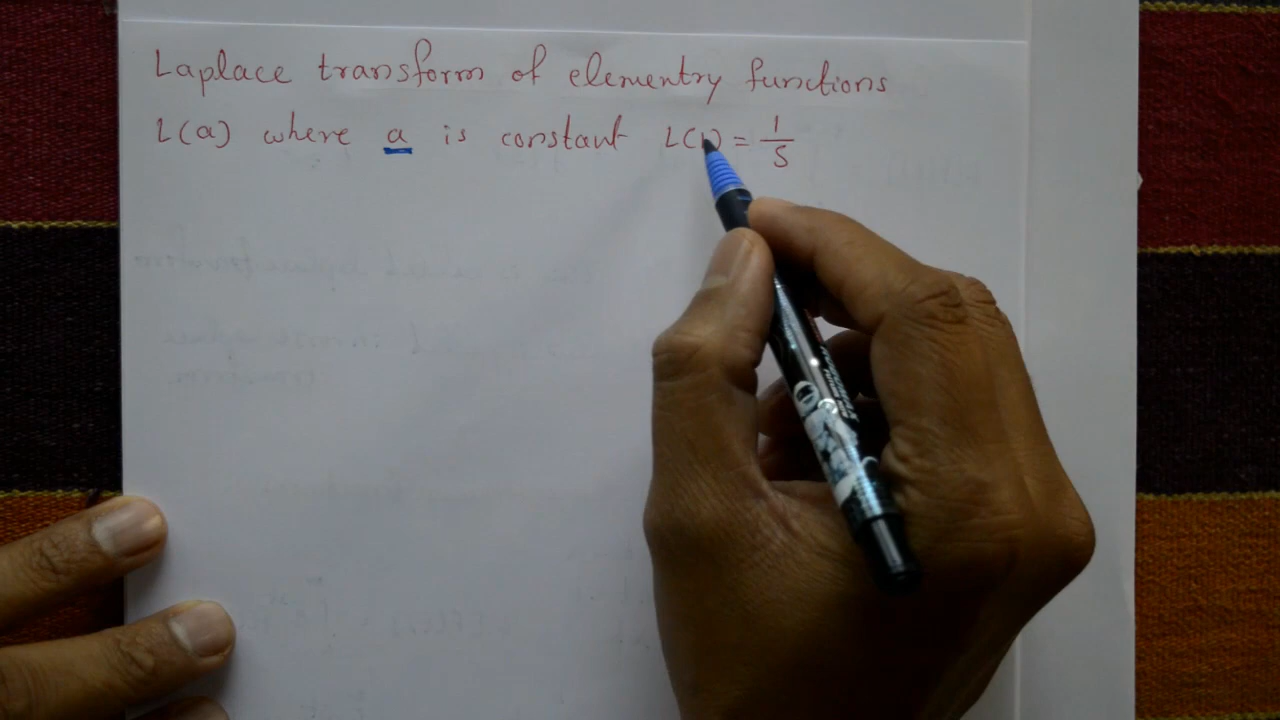 Laplace transform of elementry functions
L(a) where a is constant L(1) = 1/S